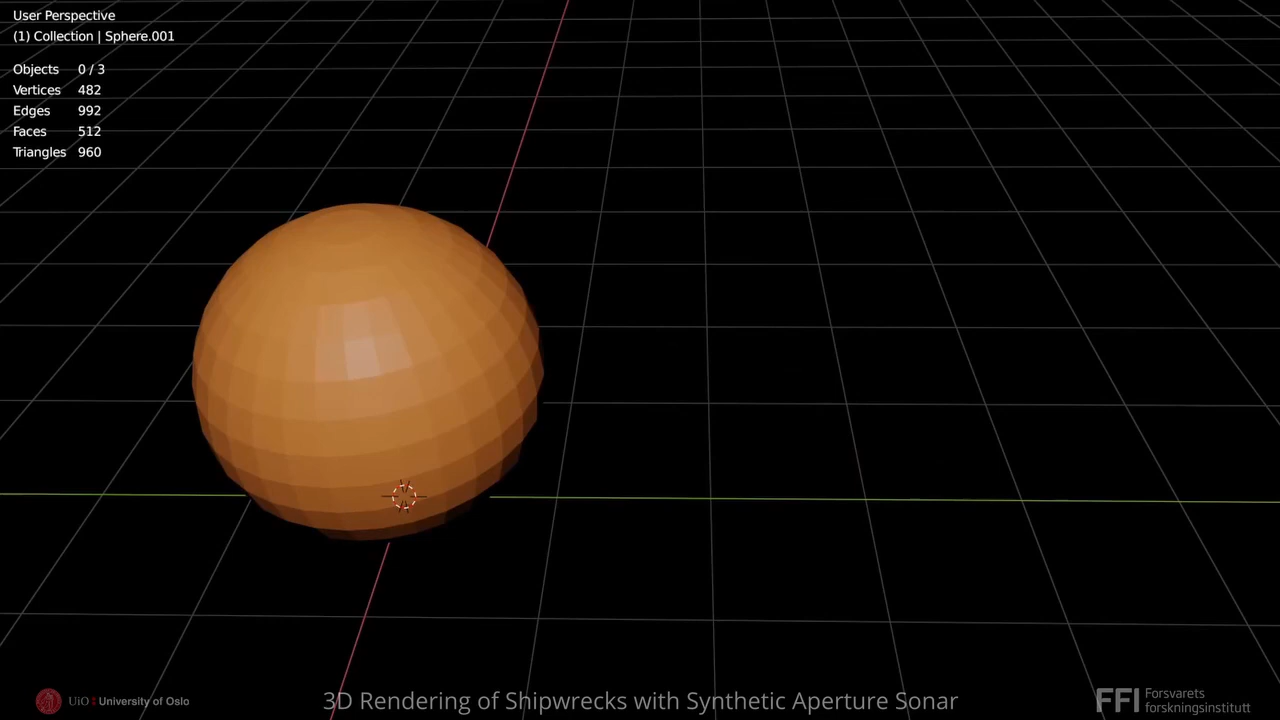 User Perspective
(1) Collection | Sphere.001
Objects 0 / 3
Vertices 482
Edges 992
Faces 512
Triangles 960
UiO : University of Oslo
3D Rendering of Shipwrecks with Synthetic Aperture Sonar
FFI Forsvarets
forskningsinstitutt